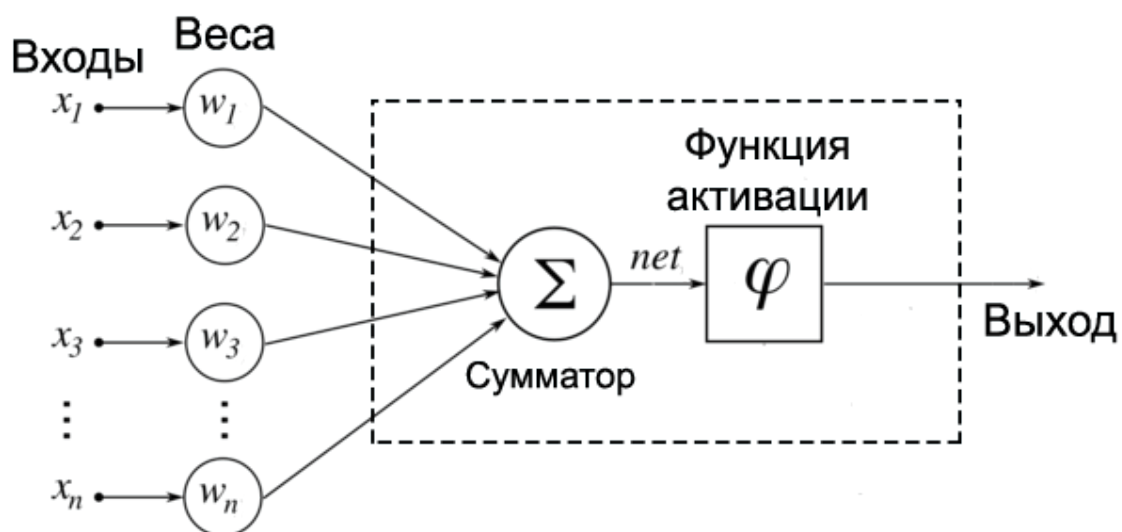 Веса
Входы
x₁ w₁
Функция
активации
x₂ w₂
net
Σ φ
Выход
x₃ w₃
Сумматор
⋮ ⋮
xₙ wₙ